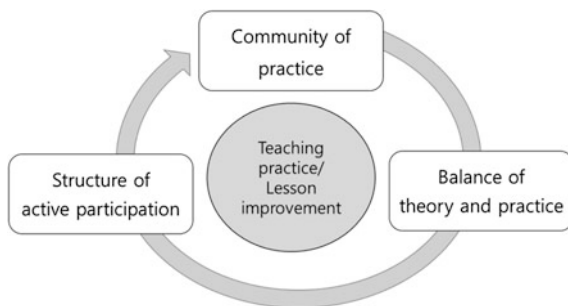 Community of
practice
Teaching
practice/
Lesson
improvement
Structure of
active participation
Balance of
theory and practice